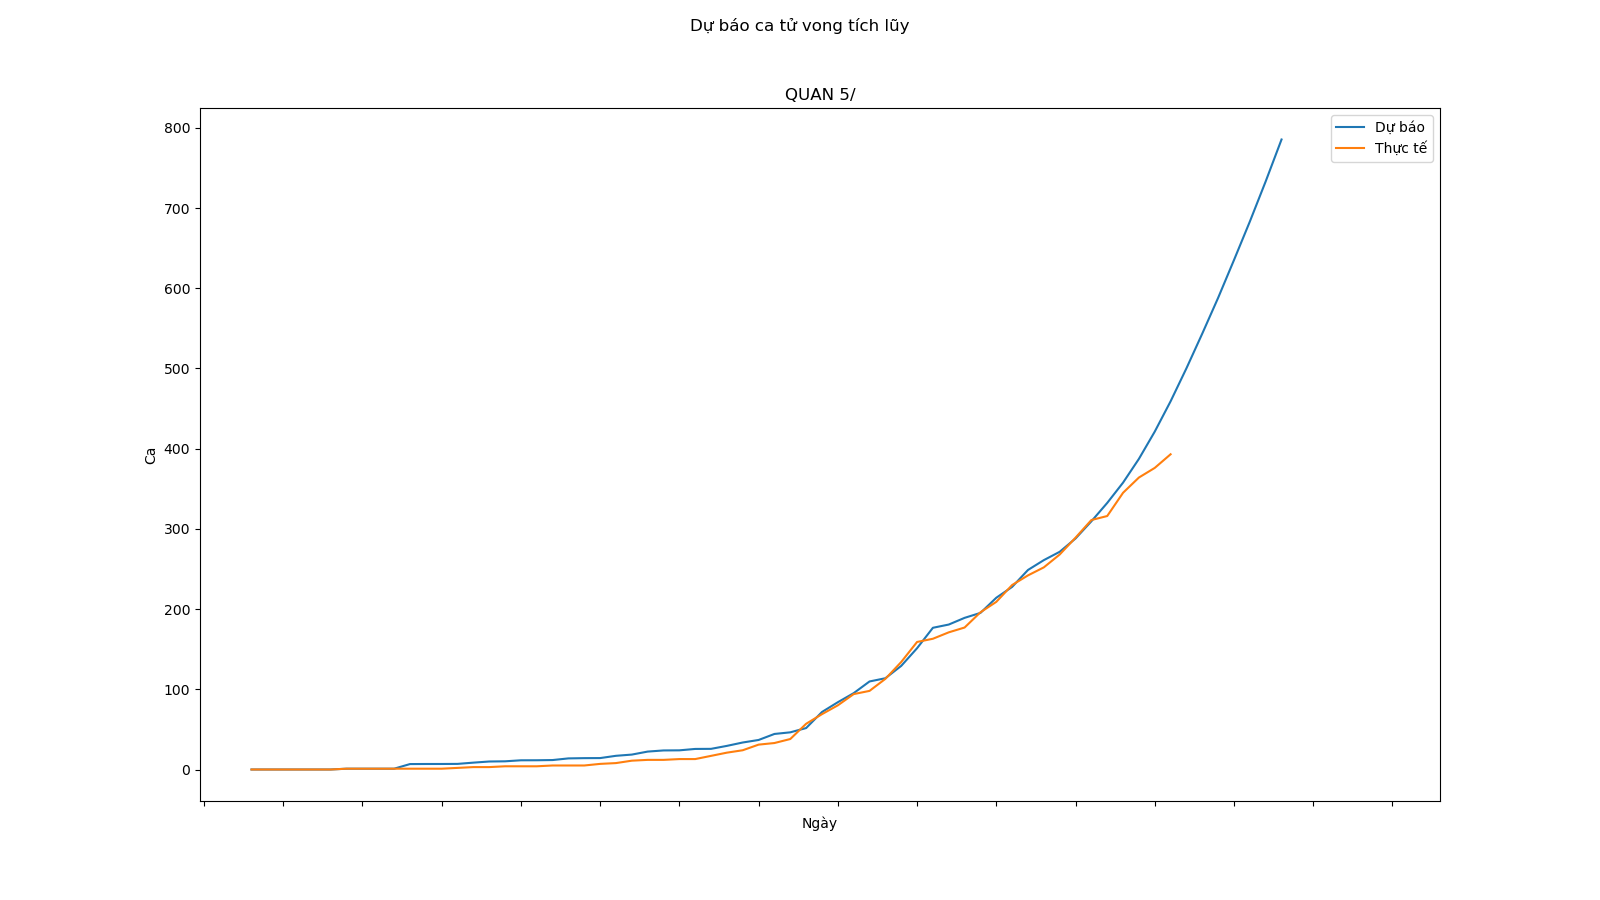 Dự báo ca tử vong tích lũy
QUAN 5/
Dự báo
Thực tế
800
700
600
500
400
300
200
100
0
Ca
Ngày